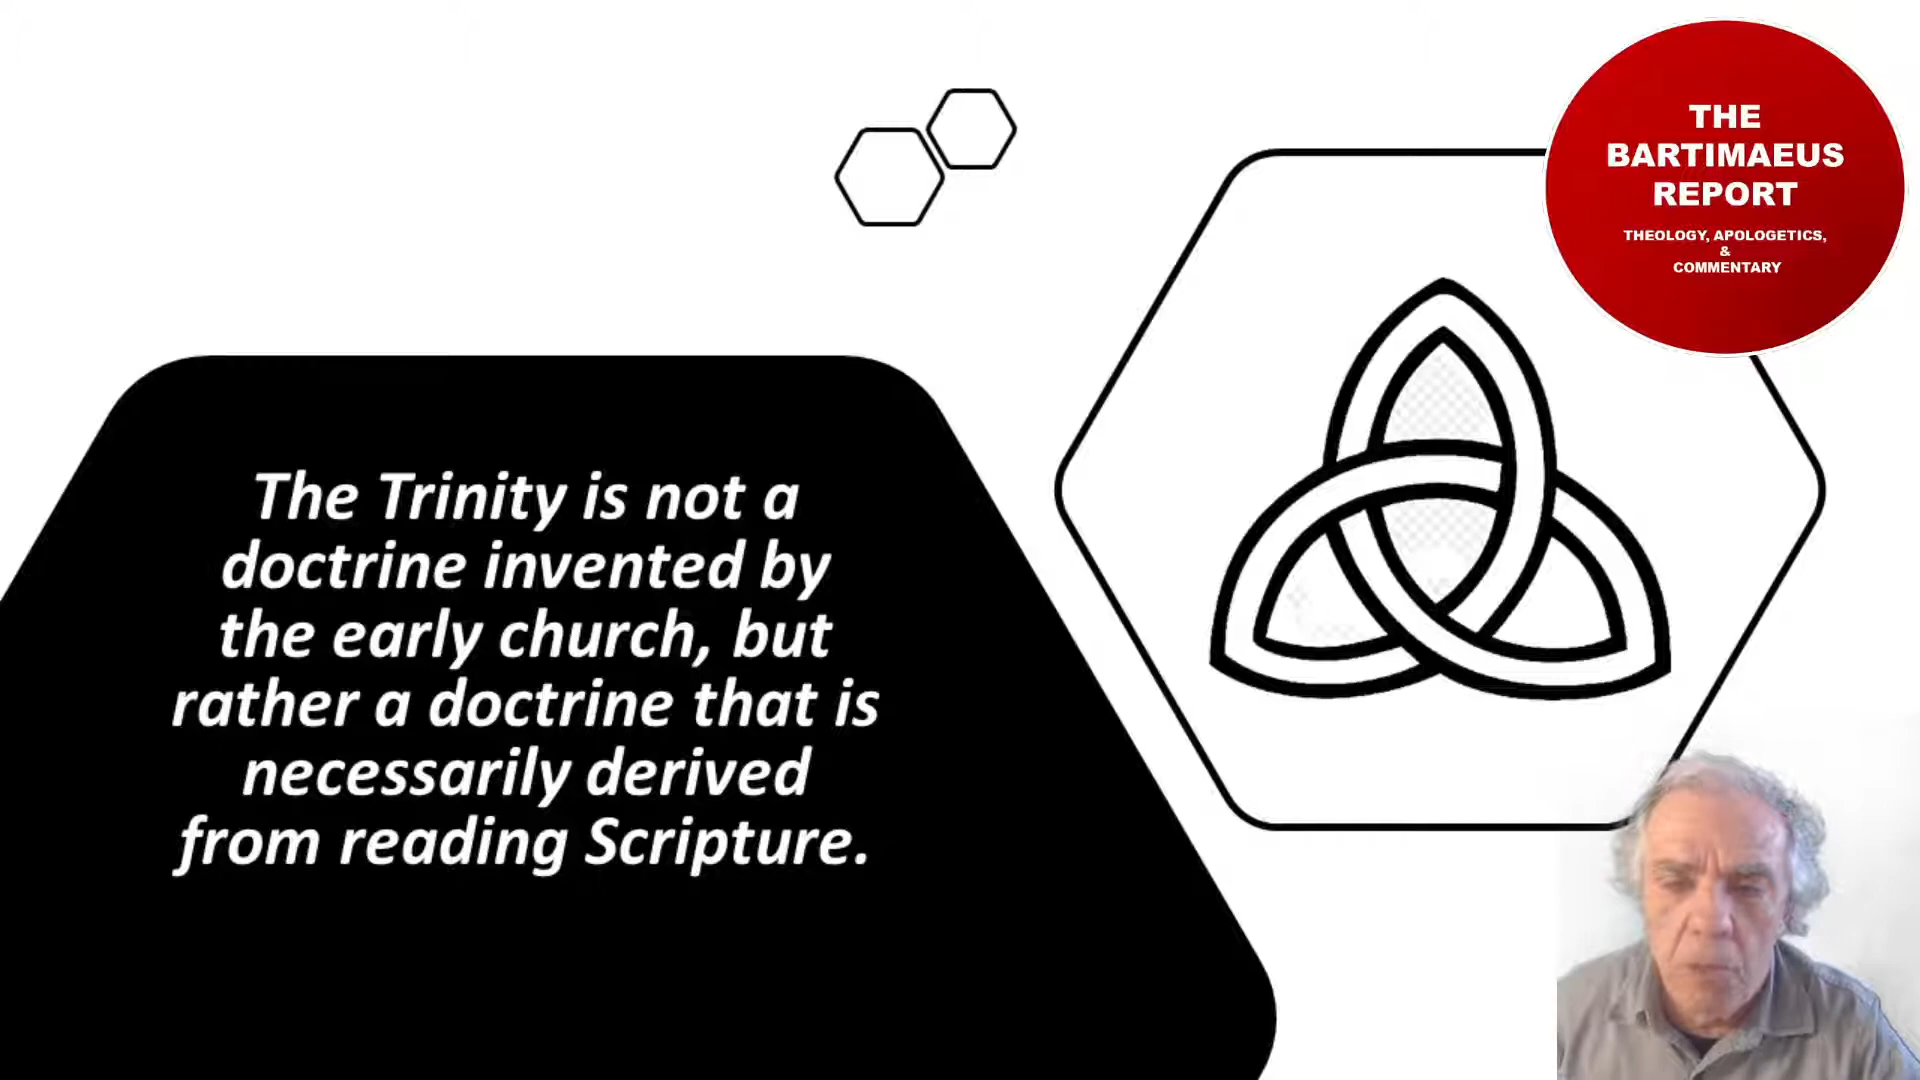 THE
BARTIMAEUS
REPORT
THEOLOGY, APOLOGETICS,
&
COMMENTARY
The Trinity is not a
doctrine invented by
the early church, but
rather a doctrine that is
necessarily derived
from reading Scripture.